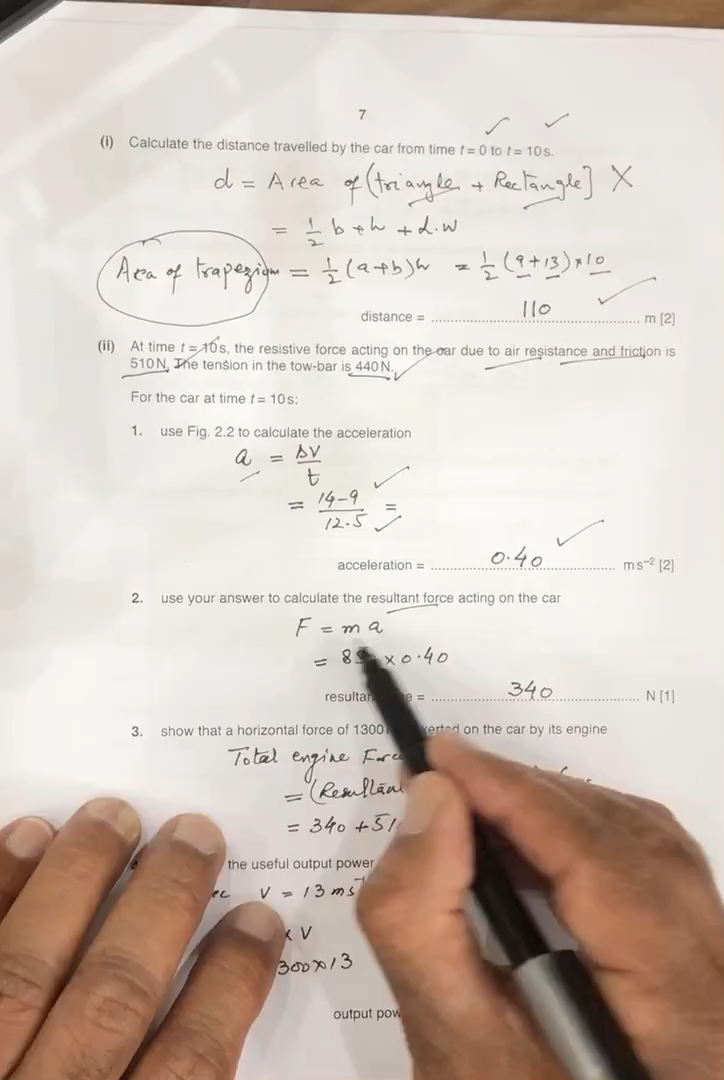 7
(i) Calculate the distance travelled by the car from time t = 0 to t = 10 s.
d = Area of (triangle + Rectangle]
= 1/2 b + h + L.w
Area of trapezium = 1/2 (a+b)h = 1/2 (9+13) × 10
distance = 110 m [2]
(ii) At time t = 10 s, the resistive force acting on the car due to air resistance and friction is
510 N. The tension in the tow-bar is 440 N.
For the car at time t = 10 s:
1. use Fig. 2.2 to calculate the acceleration
a = ΔV/t
= 14-9/12.5 =
acceleration = 0.40 m s⁻² [2]
2. use your answer to calculate the resultant force acting on the car
F = ma
= 8 × 0.40
= 340 N [1]
3. show that a horizontal force of 1300 on the car by its engine
Total engine Force
= (Resultan
= 340 + 51
the useful output power
V = 13 ms⁻¹
× V
300×13
output pow